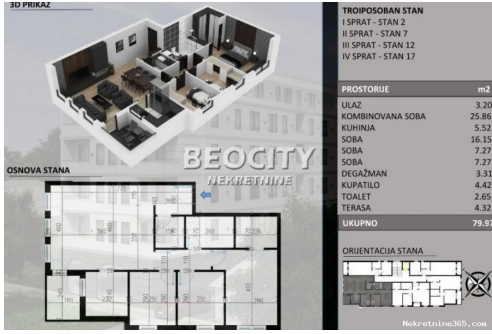 3D PRIKAZ
BEOCITY
NEKRETNINE
OSNOVA STANA
TROIPOSOBAN STAN
I SPRAT - STAN 2
II SPRAT - STAN 7
III SPRAT - STAN 12
IV SPRAT - STAN 17
PROSTORIJE m2
ULAZ 3.20
KOMBINOVANA SOBA 25.86
KUHINJA 5.52
SOBA 16.15
SOBA 7.27
SOBA 7.27
DEGAŽMAN 3.31
KUPATILO 4.42
TOALET 2.65
TERASA 4.32
UKUPNO 79.97
ORIJENTACIJA STANA
Nekretnine365.com